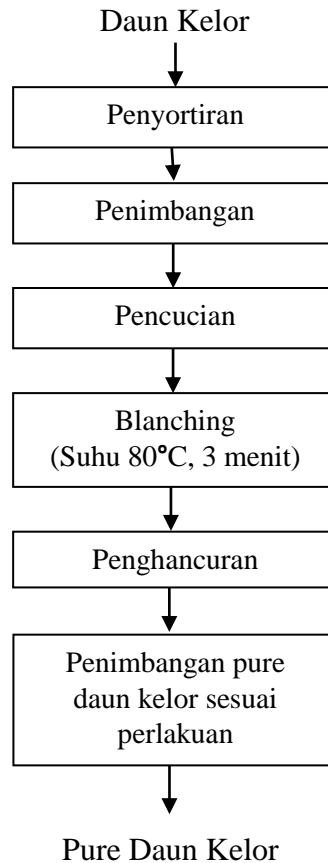 Daun Kelor
Penyortiran
Penimbangan
Pencucian
Blanching
(Suhu 80°C, 3 menit)
Penghancuran
Penimbangan pure
daun kelor sesuai
perlakuan
Pure Daun Kelor